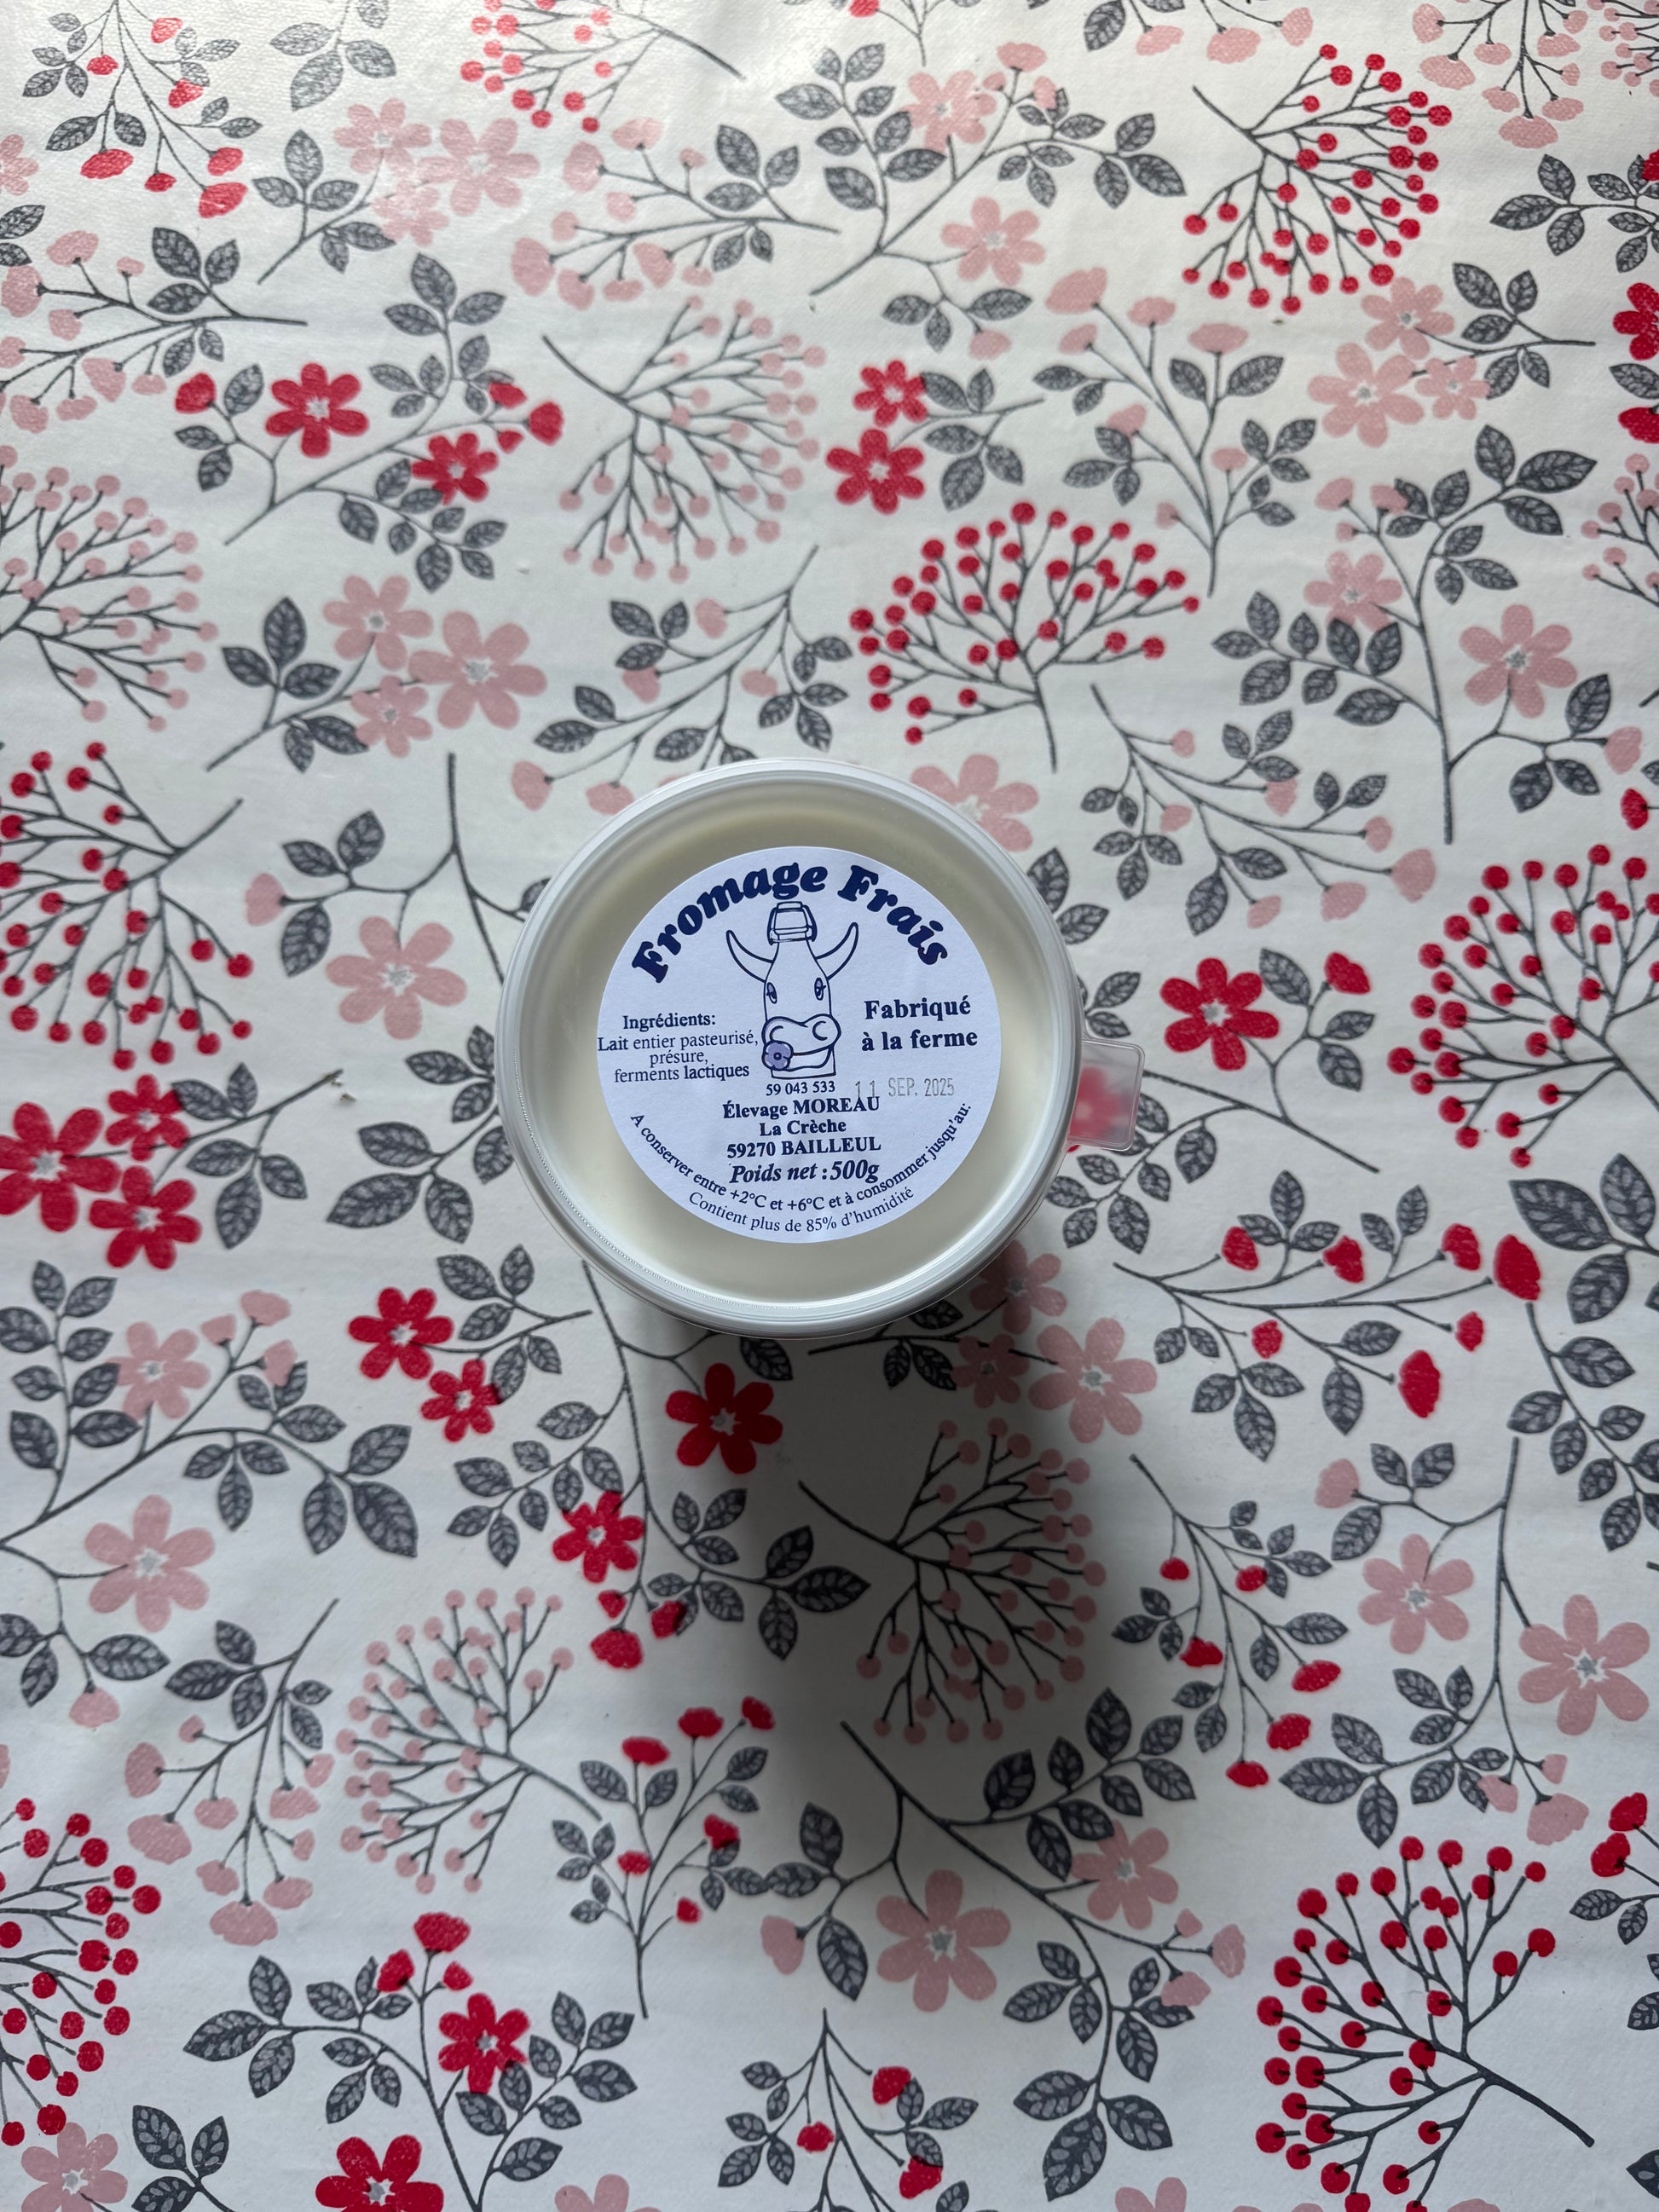 Fromage Frais
Fabriqué
à la ferme
Ingrédients:
Lait entier pasteurisé,
présure,
ferments lactiques
59 043 533
11 SEP. 2025
Élevage MOREAU
La Crèche
59270 BAILLEUL
Poids net : 500g
A conserver entre +2°C et +6°C et à consommer jusqu'au:
Contient plus de 85% d'humidité